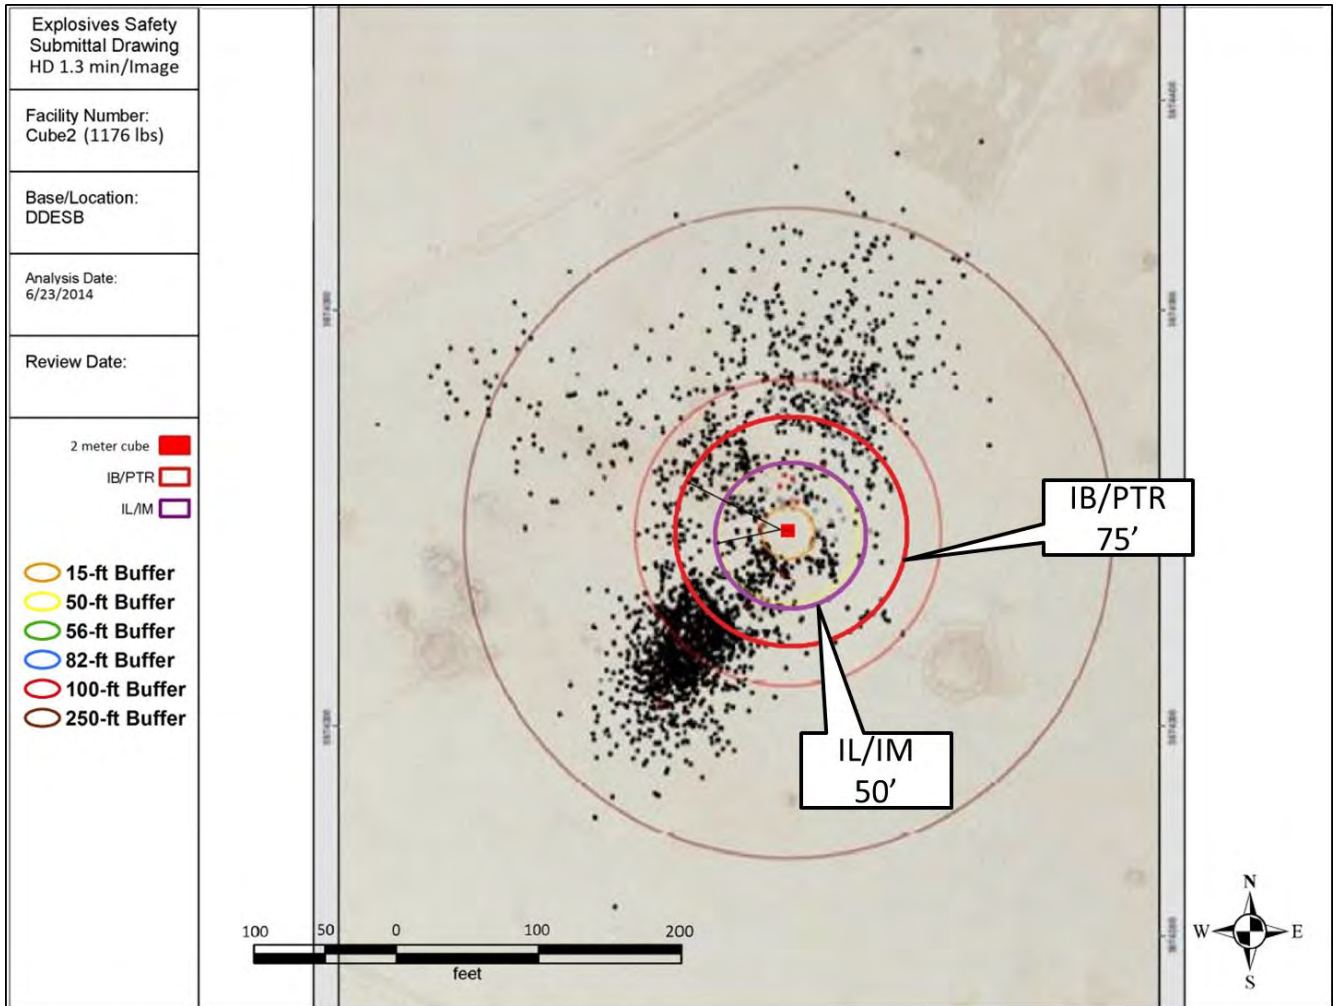 Explosives Safety
Submittal Drawing
HD 1.3 min/Image
Facility Number:
Cube2 (1176 lbs)
Base/Location:
DDESB
Analysis Date:
6/23/2014
Review Date:
2 meter cube
IB/PTR
IL/IM
15-ft Buffer
50-ft Buffer
56-ft Buffer
82-ft Buffer
100-ft Buffer
250-ft Buffer
IB/PTR
75’
IL/IM
50’
100 50 0 100 200
feet
N
W E
S